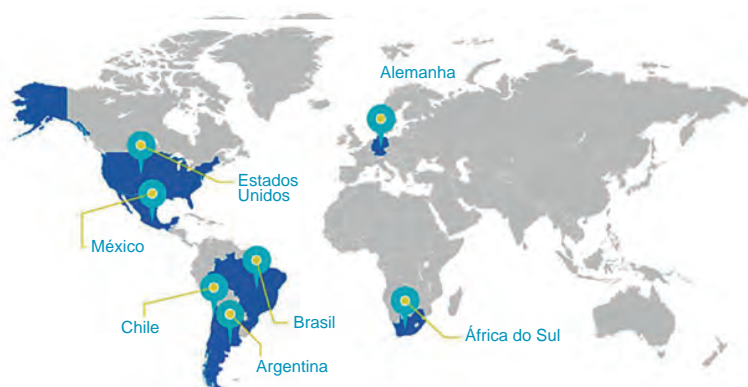 Alemanha
Estados
Unidos
México
Chile
Brasil
Argentina
África do Sul